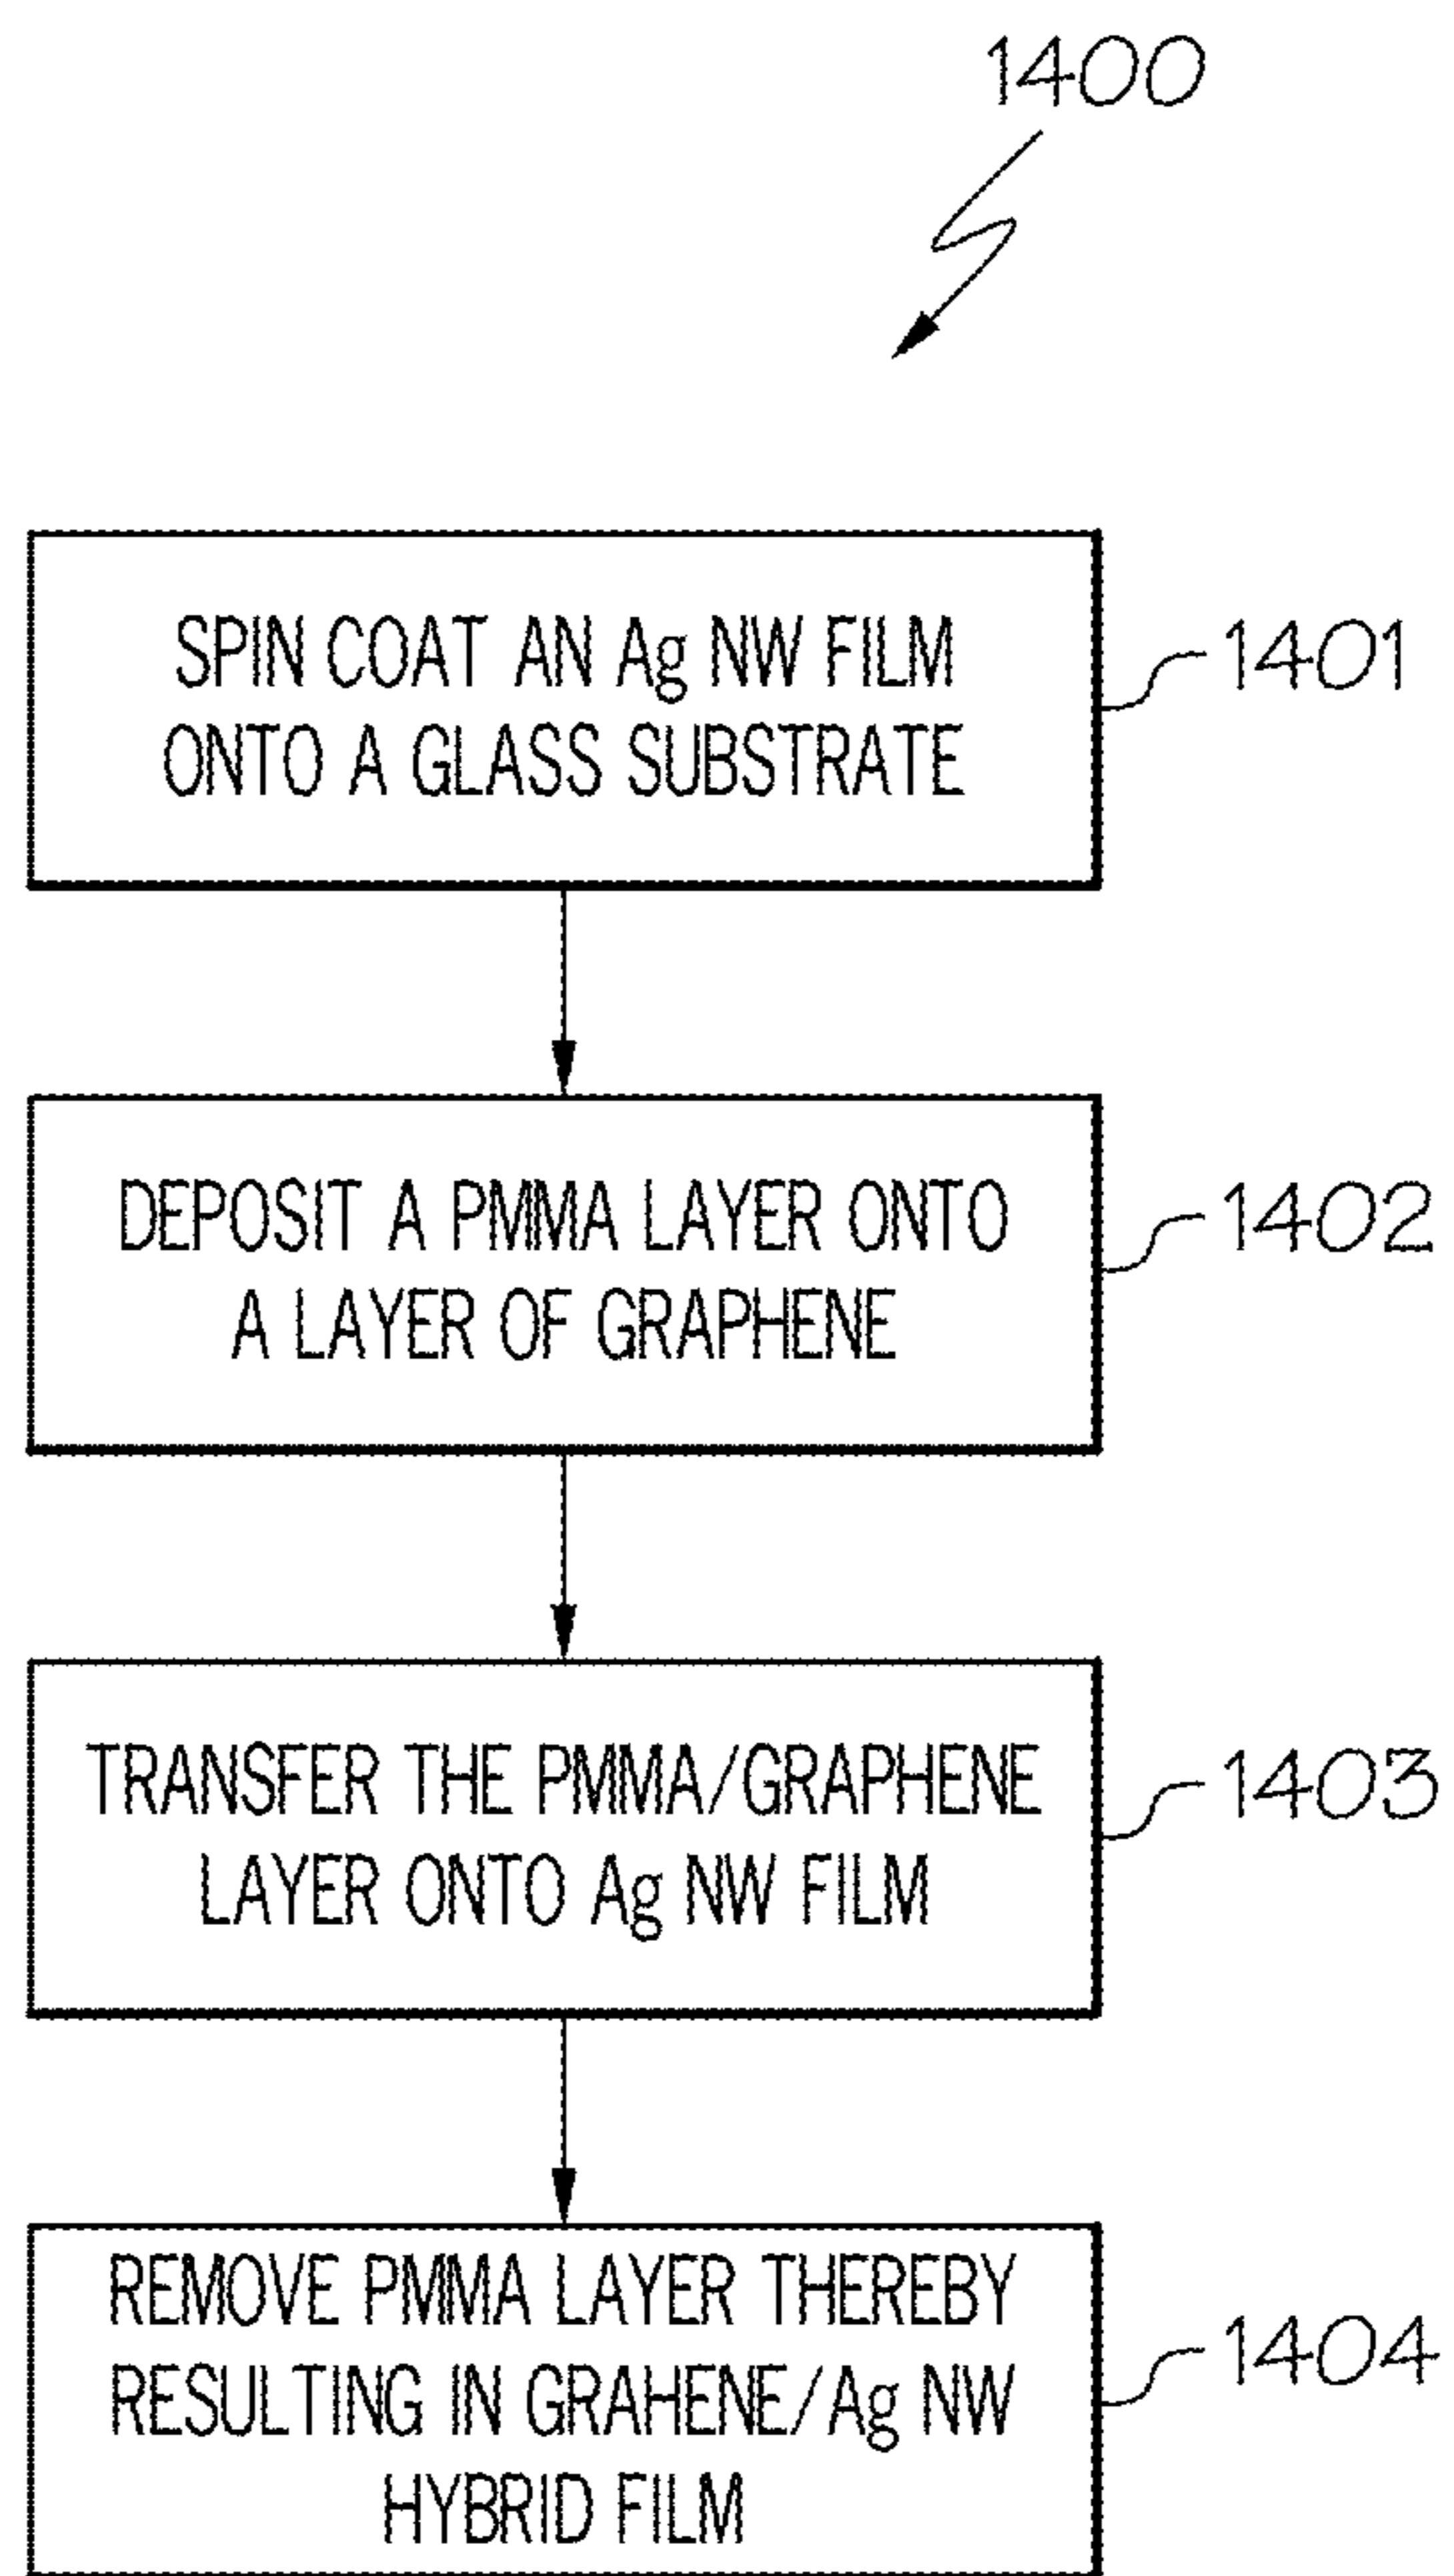 1400
SPIN COAT AN Ag NW FILM
ONTO A GLASS SUBSTRATE
1401
DEPOSIT A PMMA LAYER ONTO
A LAYER OF GRAPHENE
1402
TRANSFER THE PMMA/GRAPHENE
LAYER ONTO Ag NW FILM
1403
REMOVE PMMA LAYER THEREBY
RESULTING IN GRAHENE/Ag NW
HYBRID FILM
1404